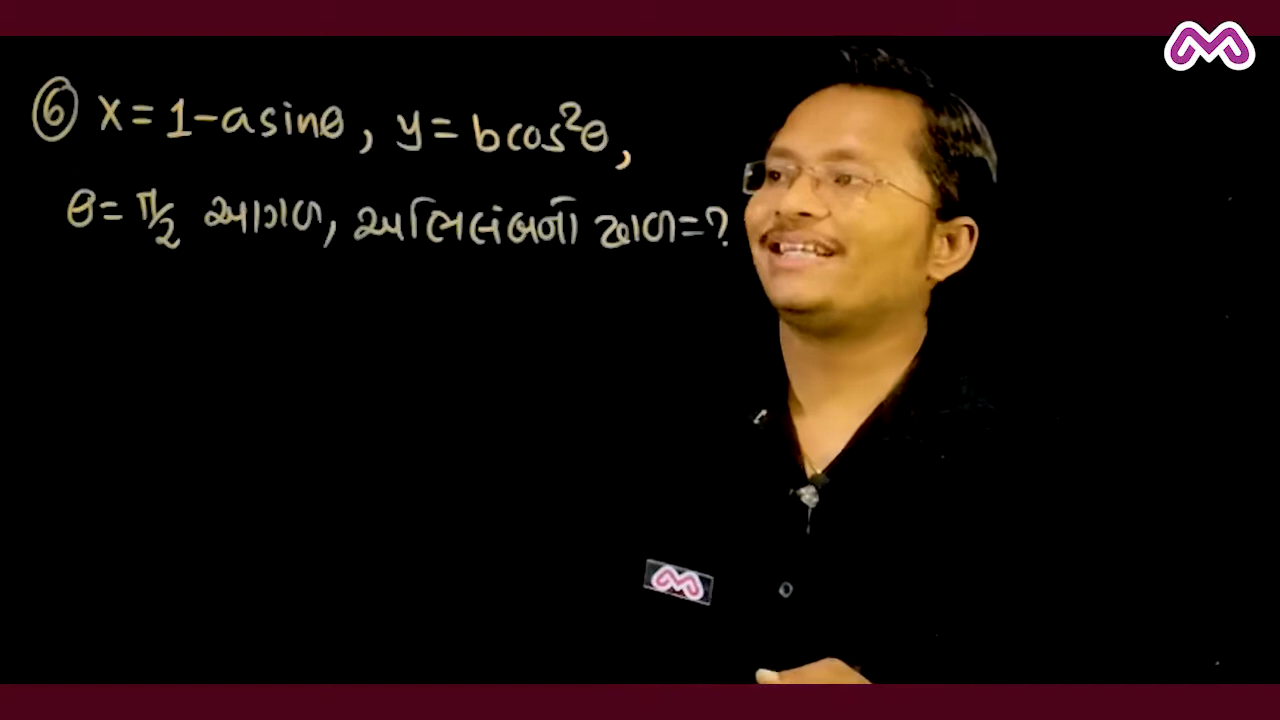 ⑥ x = 1-asinθ, y = bcos²θ,
θ = π/2 આગળ, અભિલંબનો ઢાળ = ?